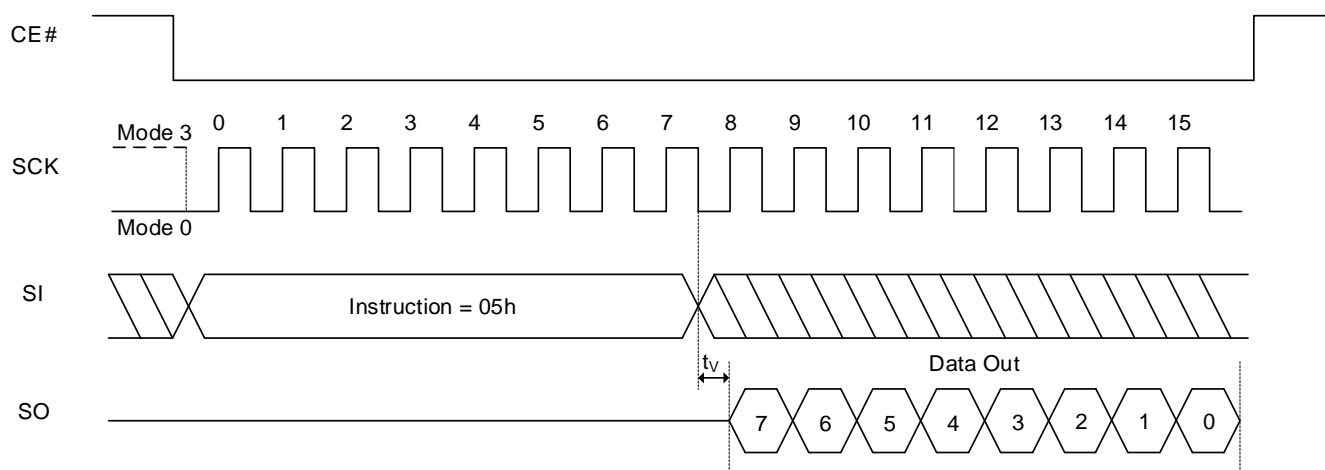 CE#
0 1 2 3 4 5 6 7 8 9 10 11 12 13 14 15
Mode 3
SCK
Mode 0
SI
Instruction = 05h
tV
Data Out
SO
7 6 5 4 3 2 1 0